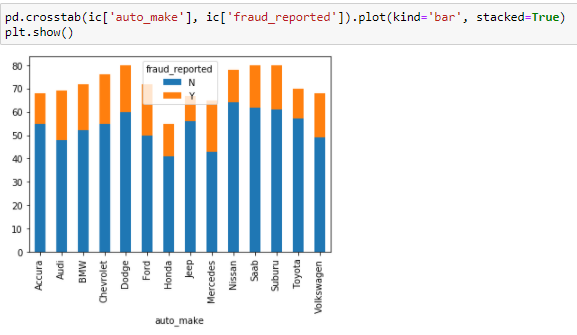 pd.crosstab(ic['auto_make'], ic['fraud_reported']).plot(kind='bar', stacked=True)
plt.show()
fraud_reported
N
Y
80
70
60
50
40
30
20
10
0
Accura
Audi
BMW
Chevrolet
Dodge
Ford
Honda
Jeep
Mercedes
Nissan
Saab
Suburu
Toyota
Volkswagen
auto_make